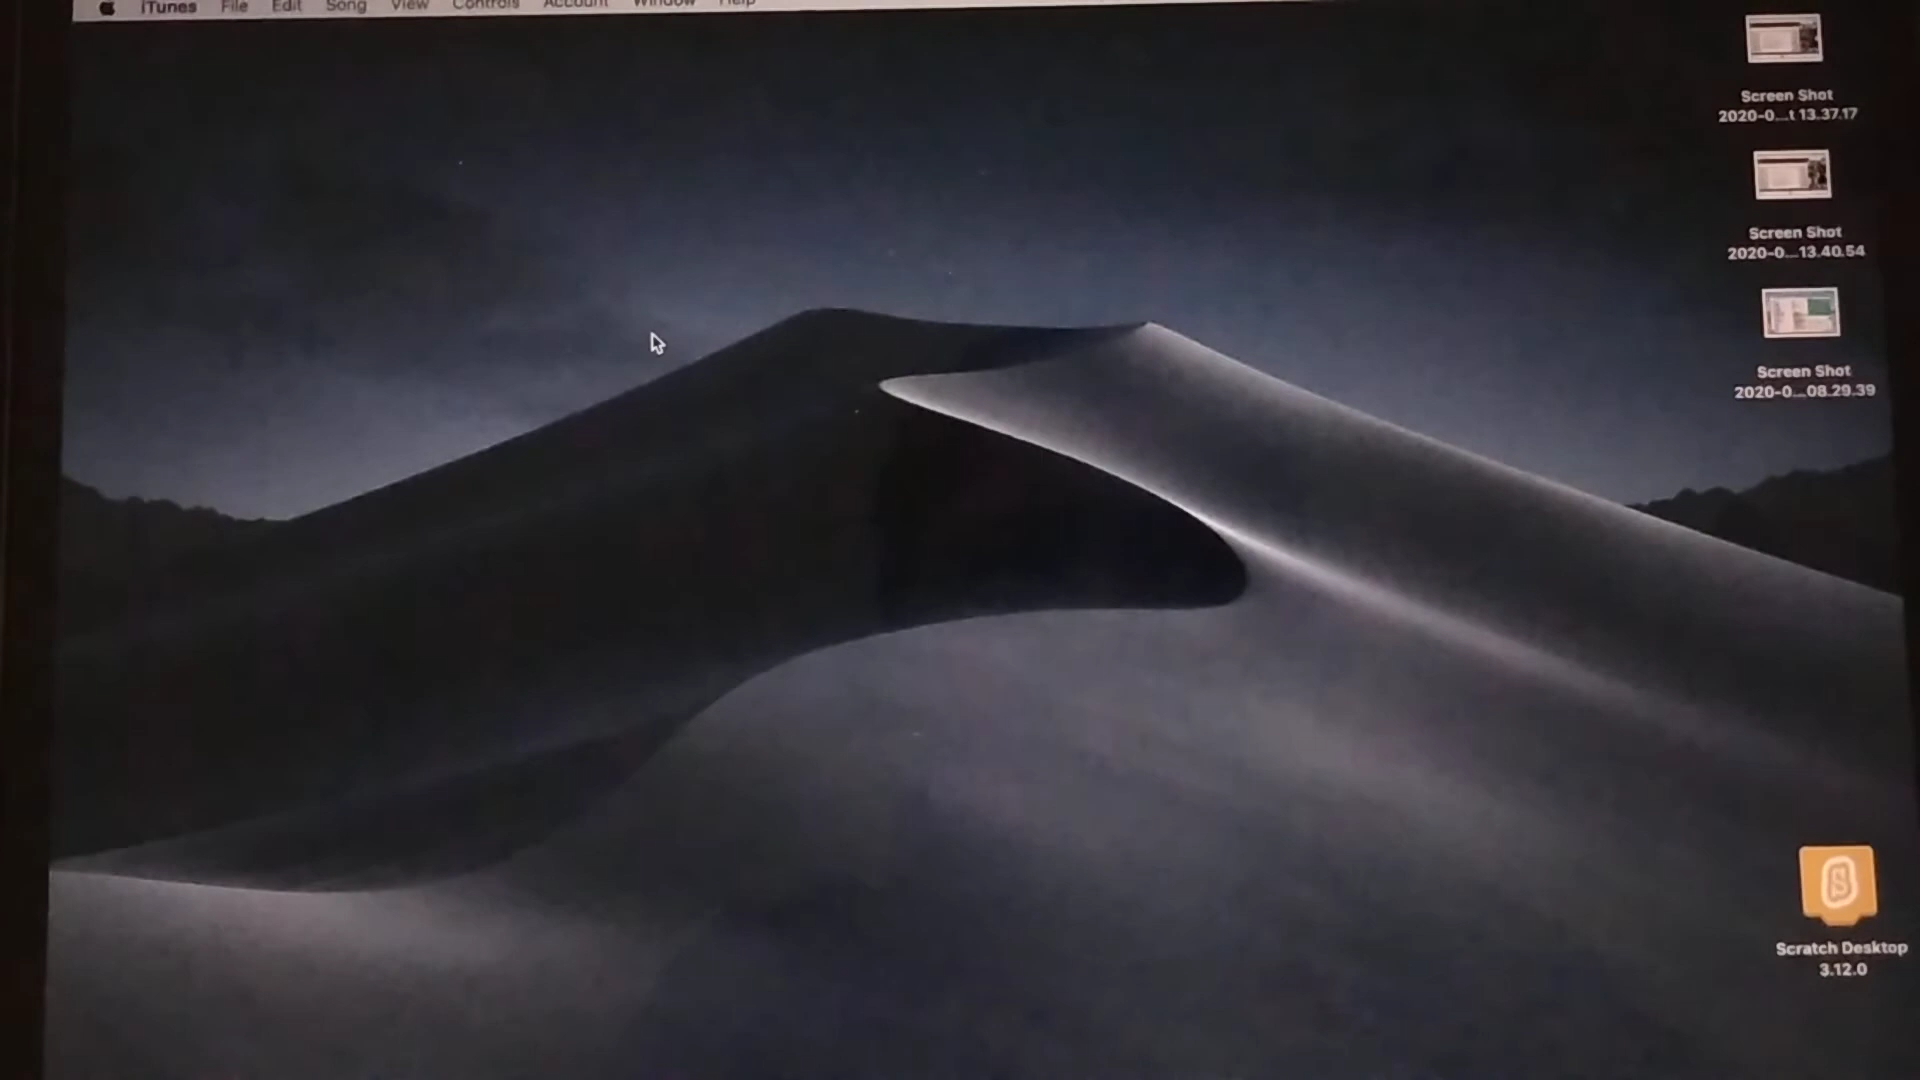 iTunes File Edit Song View Controls Account Window Help
Screen Shot
2020-0...t 13.37.17
Screen Shot
2020-0...13.40.54
Screen Shot
2020-0...08.29.39
Scratch Desktop
3.12.0